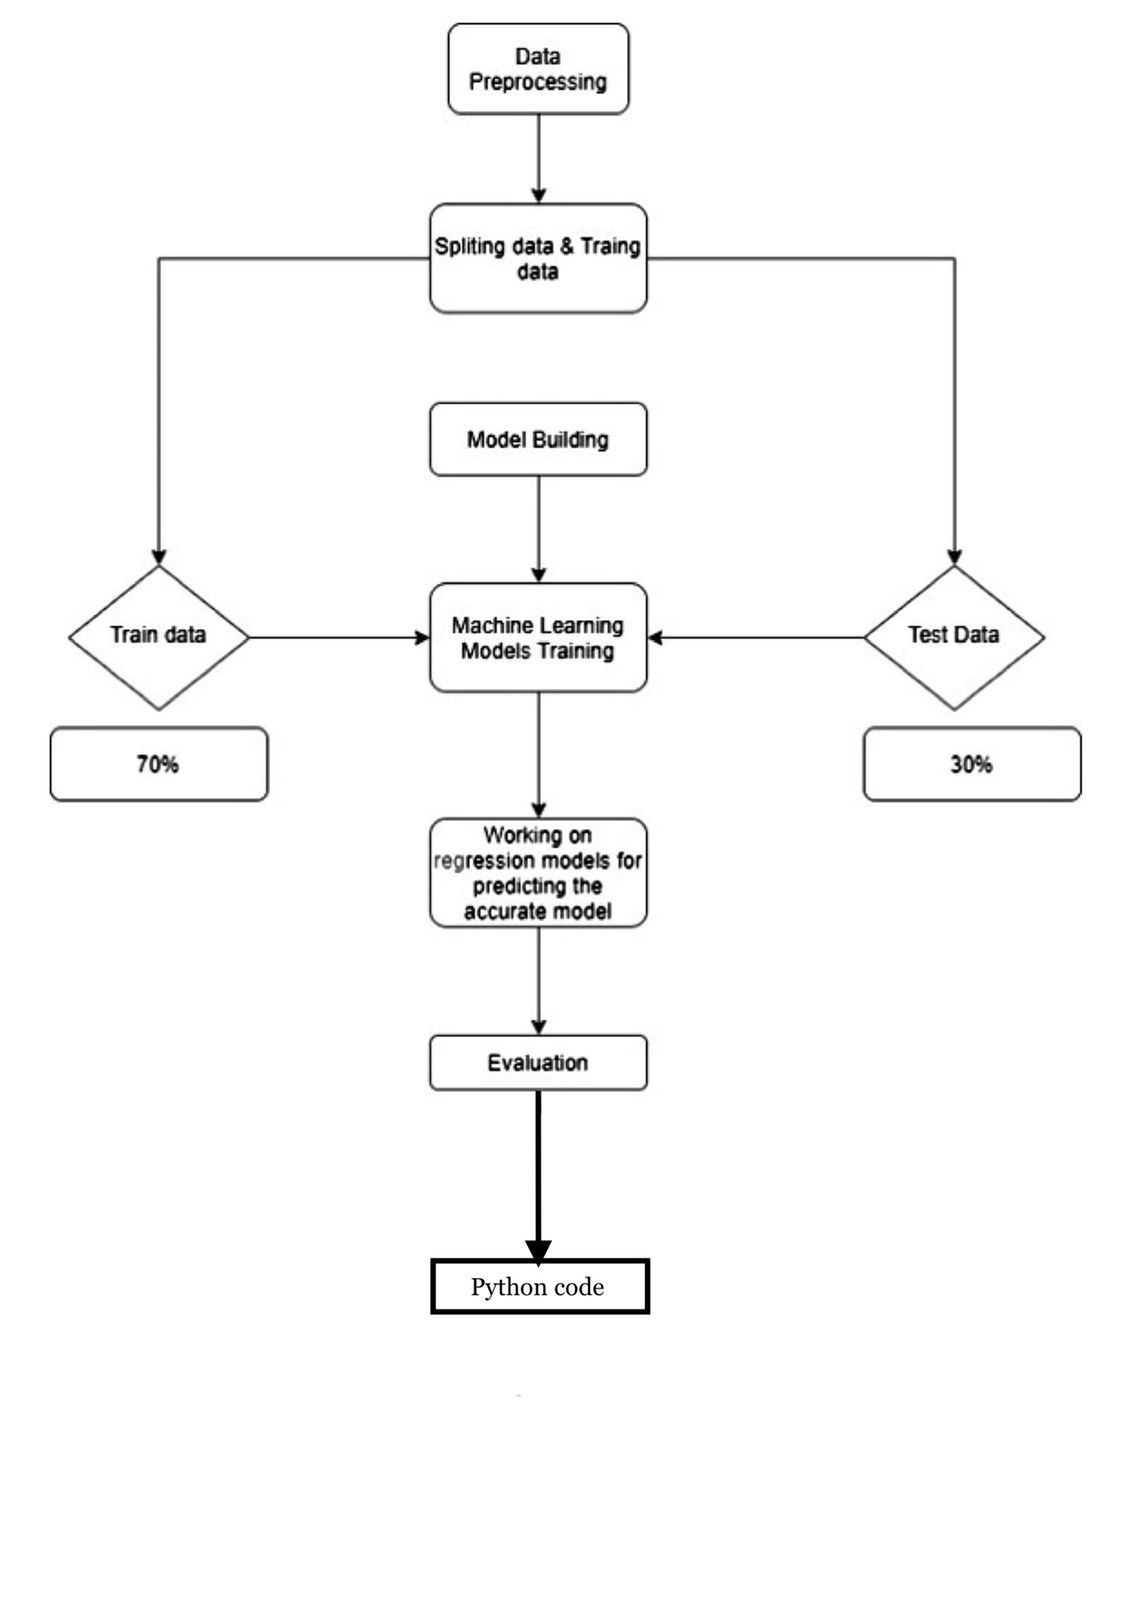 Data
Preprocessing
Spliting data & Traing
data
Model Building
Train data
Machine Learning
Models Training
Test Data
70%
30%
Working on
regression models for
predicting the
accurate model
Evaluation
Python code